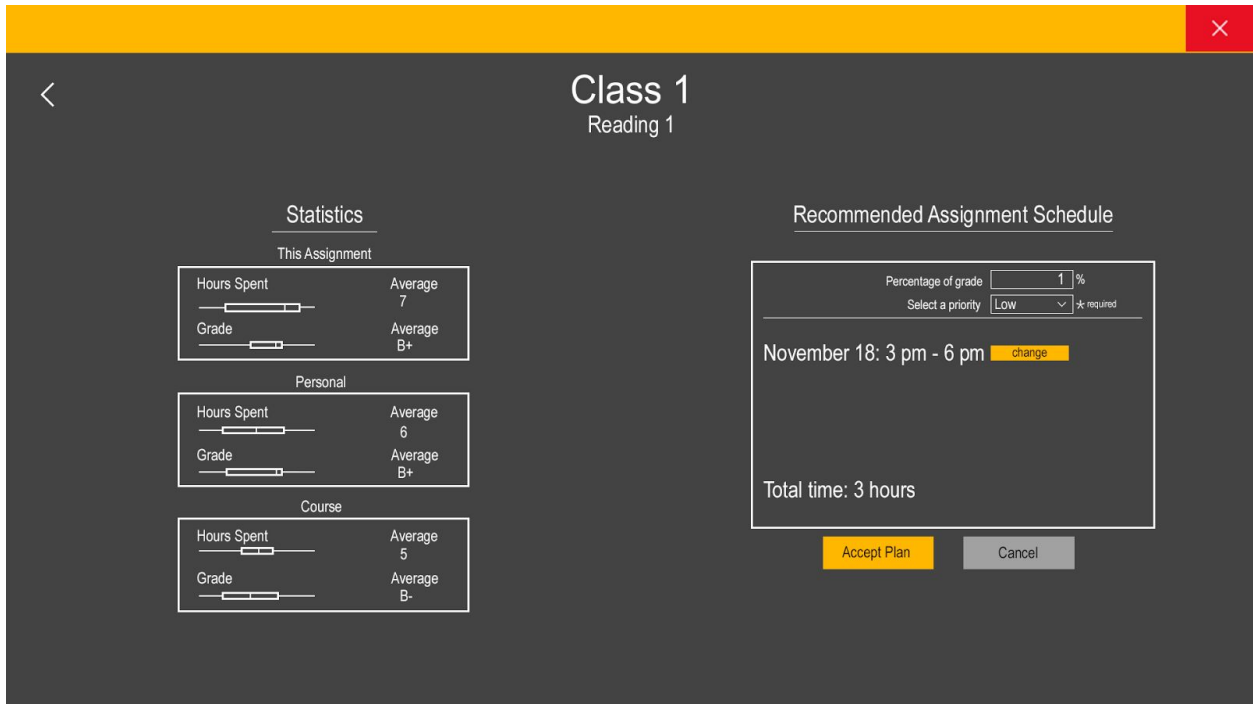 Class 1
Reading 1
Statistics
This Assignment
Hours Spent Average
7
Grade Average
B+
Personal
Hours Spent Average
6
Grade Average
B+
Course
Hours Spent Average
5
Grade Average
B-
Recommended Assignment Schedule
Percentage of grade 1 %
Select a priority Low * required
November 18: 3 pm - 6 pm change
Total time: 3 hours
Accept Plan Cancel